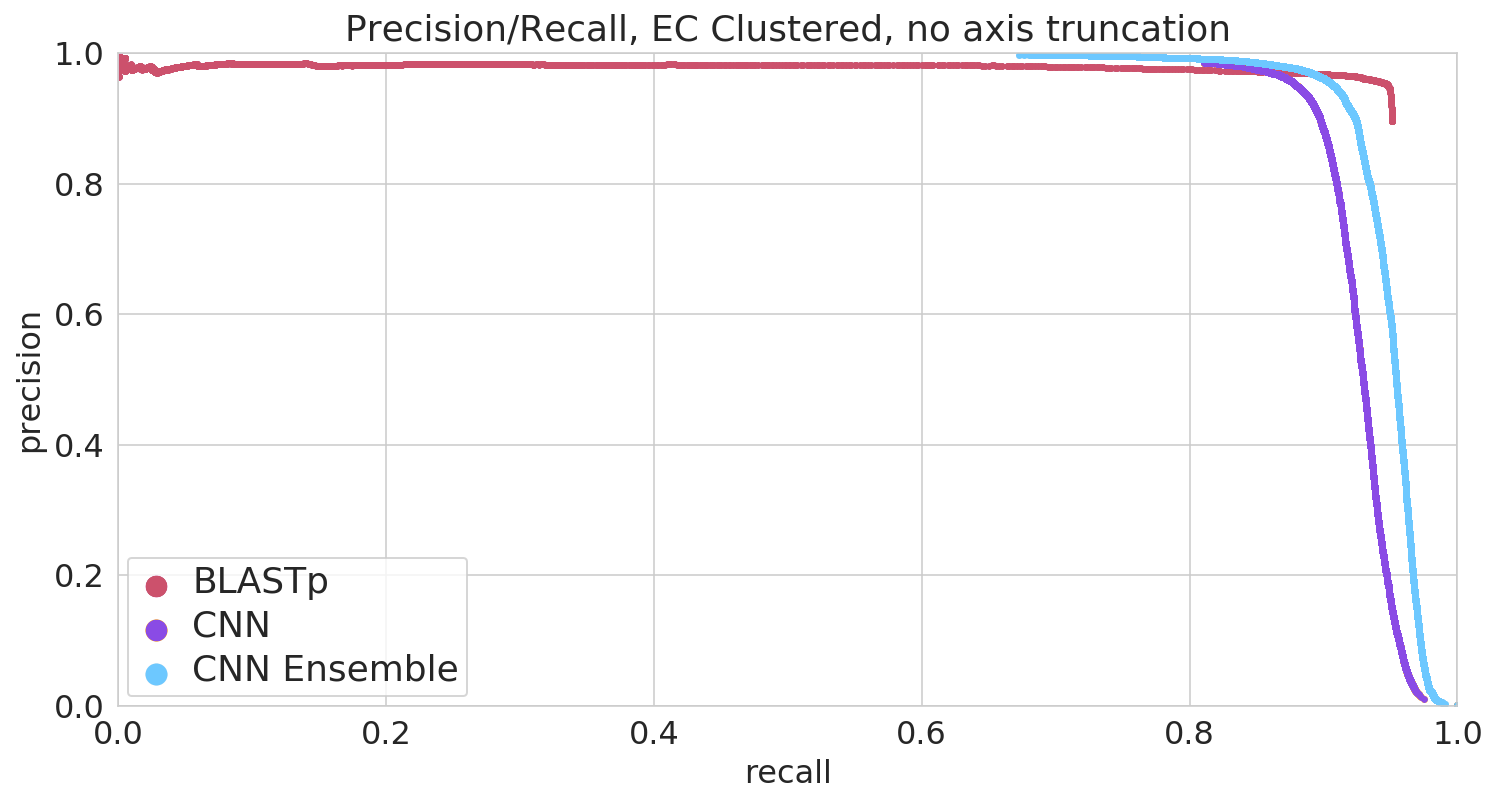 Precision/Recall, EC Clustered, no axis truncation
1.0
0.8
0.6
0.4
0.2
0.0
precision
BLASTp
CNN
CNN Ensemble
0.0 0.2 0.4 0.6 0.8 1.0
recall